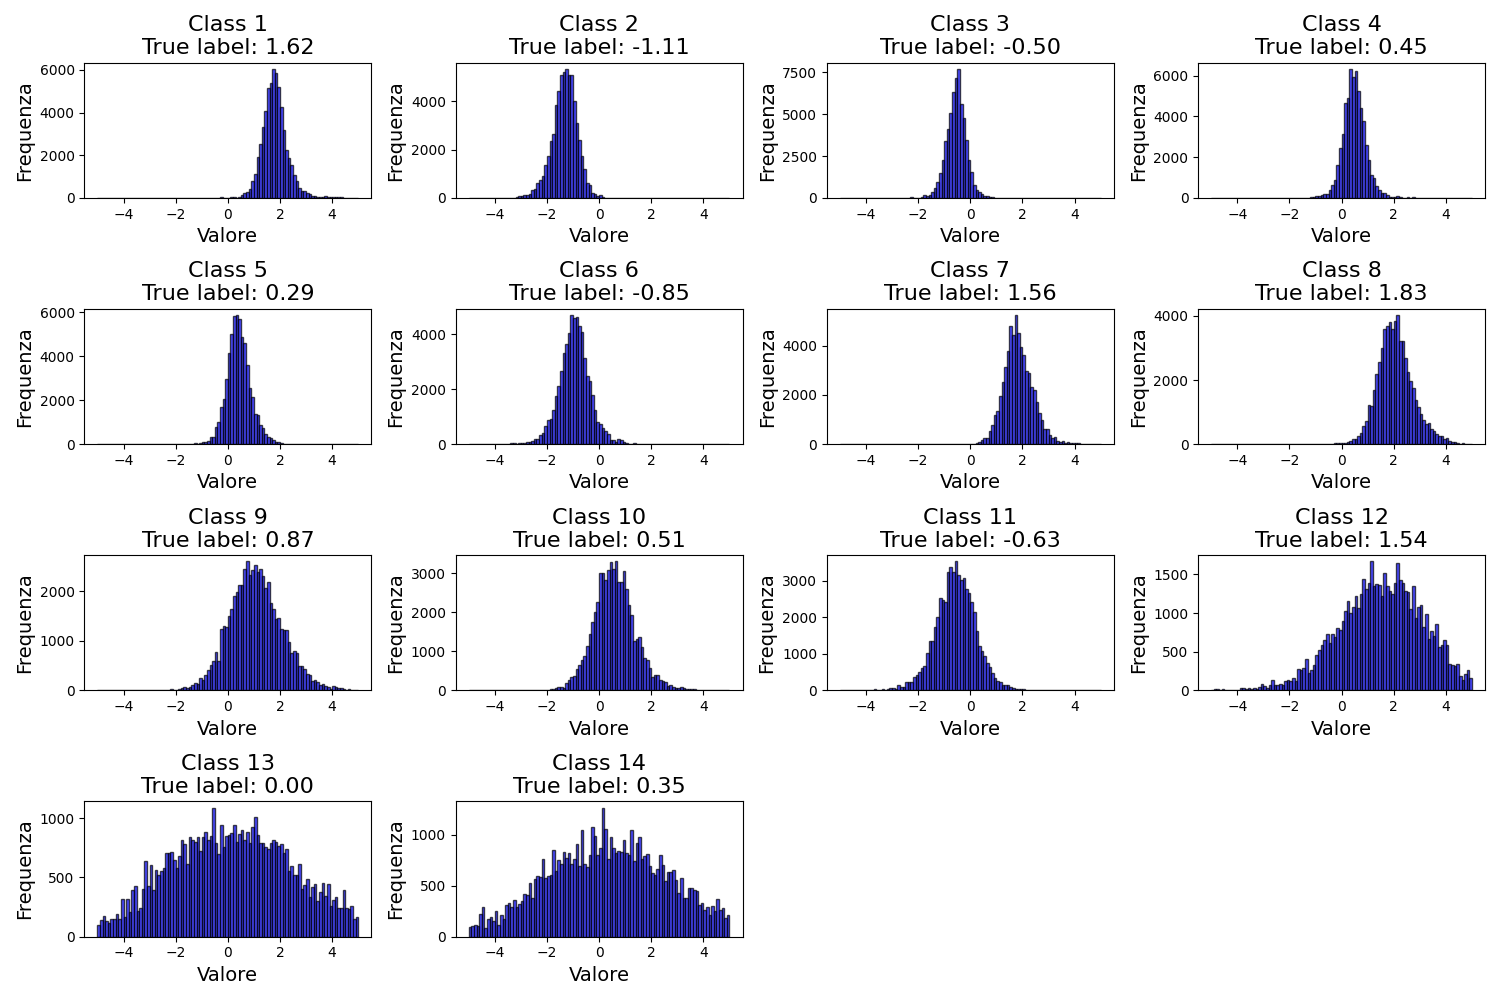 Class 1
True label: 1.62
Frequenza
6000
4000
2000
0
−4 −2 0 2 4
Valore
Class 2
True label: -1.11
Frequenza
4000
2000
0
−4 −2 0 2 4
Valore
Class 3
True label: -0.50
Frequenza
7500
5000
2500
0
−4 −2 0 2 4
Valore
Class 4
True label: 0.45
Frequenza
6000
4000
2000
0
−4 −2 0 2 4
Valore
Class 5
True label: 0.29
Frequenza
6000
4000
2000
0
−4 −2 0 2 4
Valore
Class 6
True label: -0.85
Frequenza
4000
2000
0
−4 −2 0 2 4
Valore
Class 7
True label: 1.56
Frequenza
4000
2000
0
−4 −2 0 2 4
Valore
Class 8
True label: 1.83
Frequenza
4000
2000
0
−4 −2 0 2 4
Valore
Class 9
True label: 0.87
Frequenza
2000
1000
0
−4 −2 0 2 4
Valore
Class 10
True label: 0.51
Frequenza
3000
2000
1000
0
−4 −2 0 2 4
Valore
Class 11
True label: -0.63
Frequenza
3000
2000
1000
0
−4 −2 0 2 4
Valore
Class 12
True label: 1.54
Frequenza
1500
1000
500
0
−4 −2 0 2 4
Valore
Class 13
True label: 0.00
Frequenza
1000
500
0
−4 −2 0 2 4
Valore
Class 14
True label: 0.35
Frequenza
1000
500
0
−4 −2 0 2 4
Valore